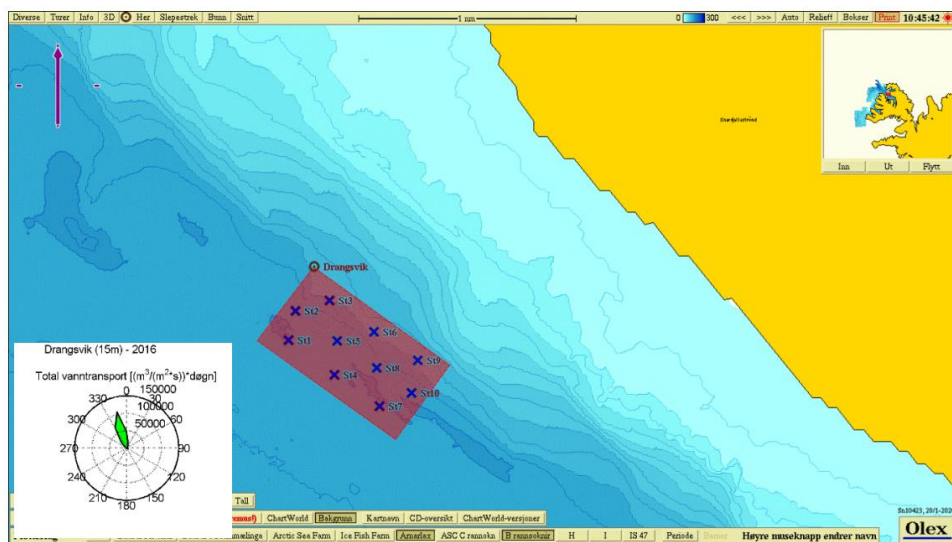 Diverse Turer Info 3D Her Slepestrek Bunn Snitt 1 nm 0 300 <<< >>> Auto Relieff Bokser Print 10:45:42
Inn Ut Flytt
Drangsvik
St3
St2
St6
St1
St5
St9
St8
St4
St10
St7
Drangsvik (15m) - 2016
Total vanntransport [(m³/(m²*s))*døgn]
0
150000
330
30
100000
300
60
50000
270
90
240
120
210
150
180
Tall
ChartWorld Bakgrunn Kartnavn CD-oversikt ChartWorld-versjoner
Arctic Sea Farm Ice Fish Farm Arnarlax ASC C rannsokn B rannsoknir H I IS 47 Periode Høyre museknapp endrer navn
Olex